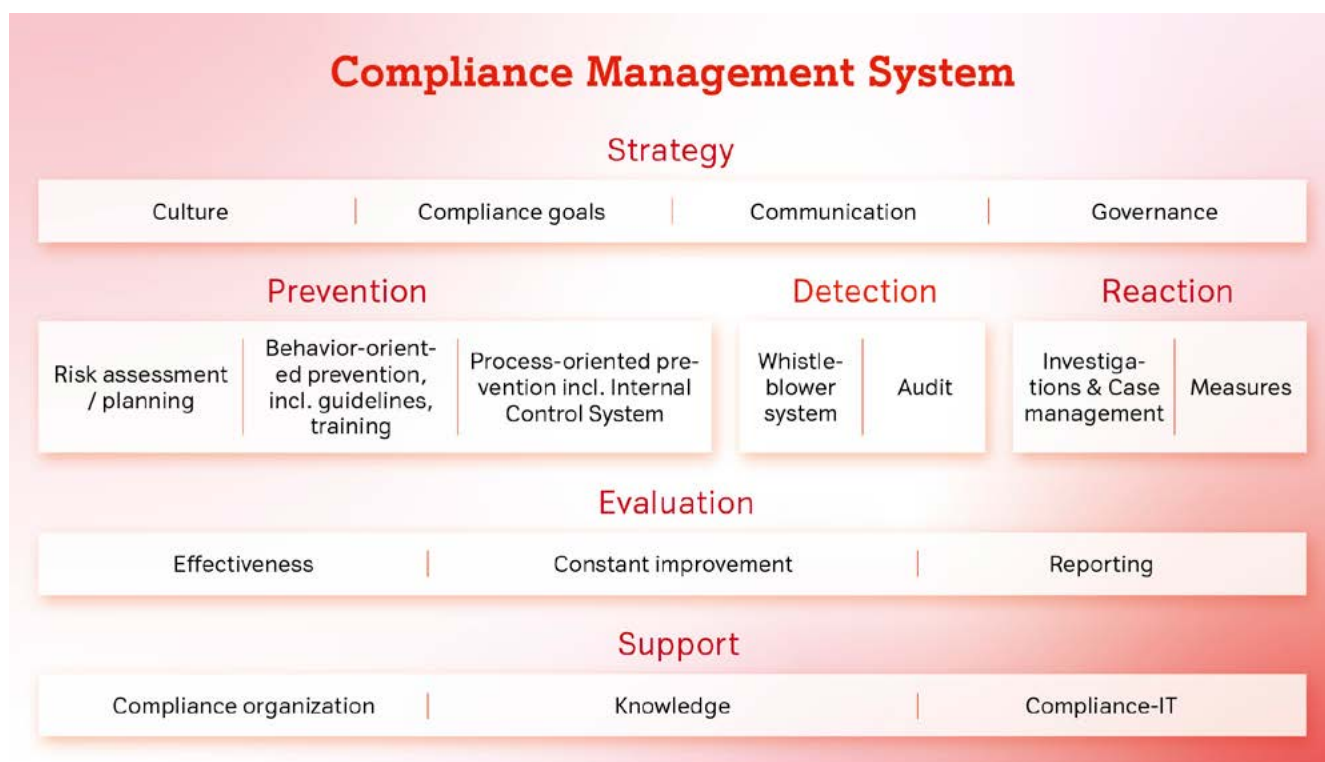 Compliance Management System
Strategy
Culture
Compliance goals
Communication
Governance
Prevention
Risk assessment
/ planning
Behavior-orient-
ed prevention,
incl. guidelines,
training
Process-oriented pre-
vention incl. Internal
Control System
Detection
Whistle-
blower
system
Audit
Reaction
Investiga-
tions & Case
management
Measures
Evaluation
Effectiveness
Constant improvement
Reporting
Support
Compliance organization
Knowledge
Compliance-IT